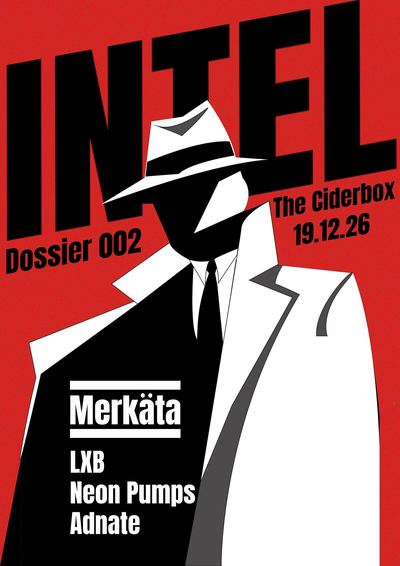 INTEL
Dossier 002
The Ciderbox
19.12.26
Merkäta
LXB
Neon Pumps
Adnate